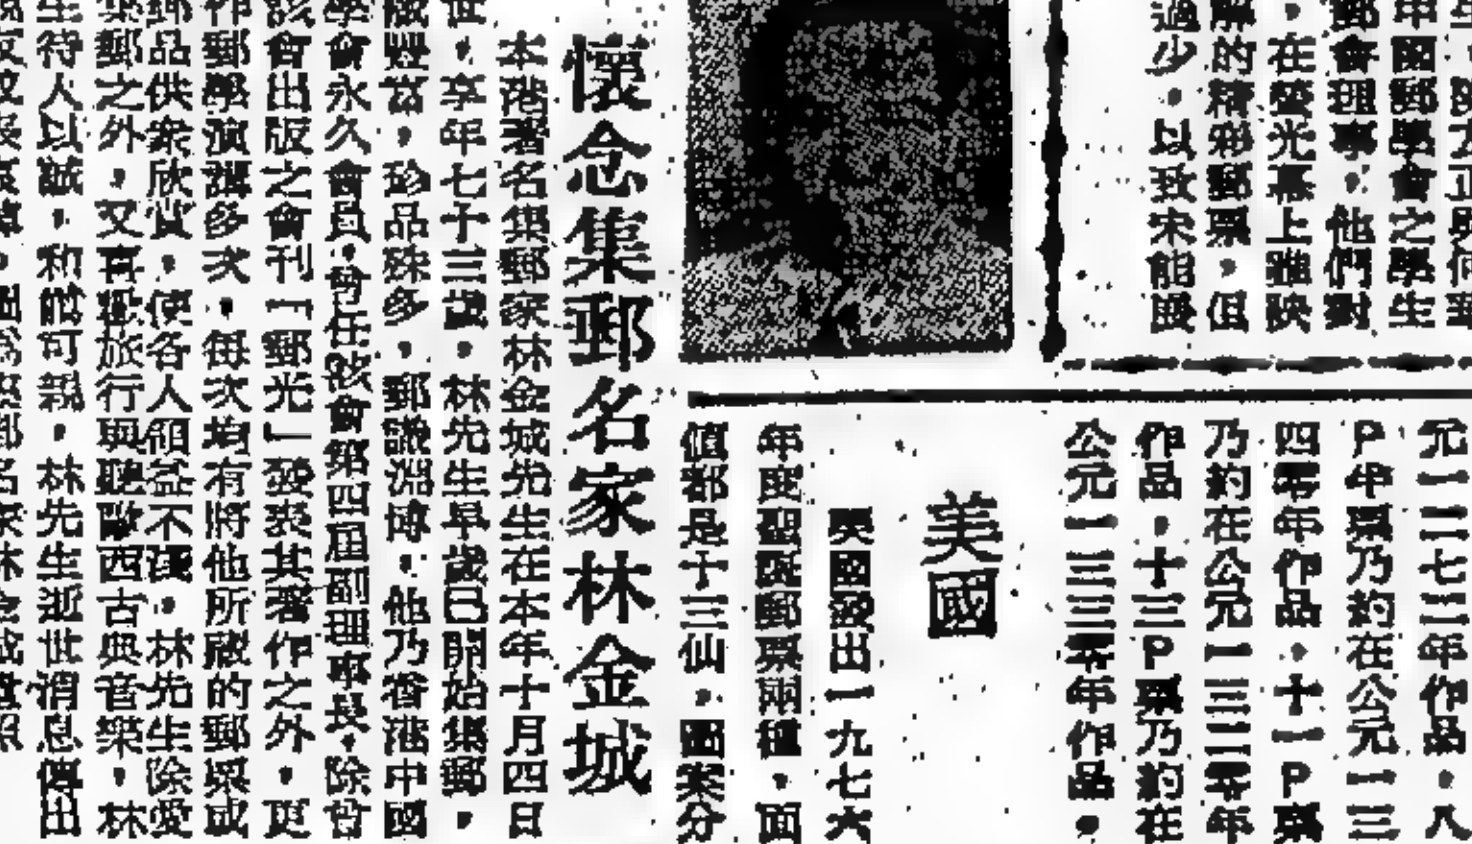 年，陳友正與何
中國郵學會之學生
郵會理事，他們對
，在螢光幕上雖映
解的精彩郵票，但
過少，以致未能展
元一二七二年作品，八
P串票乃約在公元一三
四零年作品，十一P票
乃約在公元一三二零年
作品，十三P票乃約在
公元一三三零年作品，
美國
美國發出一九七六
年度聖誕郵票兩種，面
值都是十三仙，圖案分
懷念集郵名家林金城
本港著名集郵家林金城先生在本年十月四日
世，享年七十三歲，林先生早歲已開始集郵，
藏豐富，珍品殊多，郵識淵博，他乃香港中國
學會永久會員，曾任該會第四屆副理事長，除曾
該會出版之會刊「郵光」發表其著作之外，更
作郵學演講多次，每次均有將他所藏的郵票或
郵品供衆欣賞，使各人領益不淺，林先生除愛
集郵之外，又喜歡旅行與聽歐西古典音樂，林
生待人以誠，和藹可親，林先生逝世消息傳出